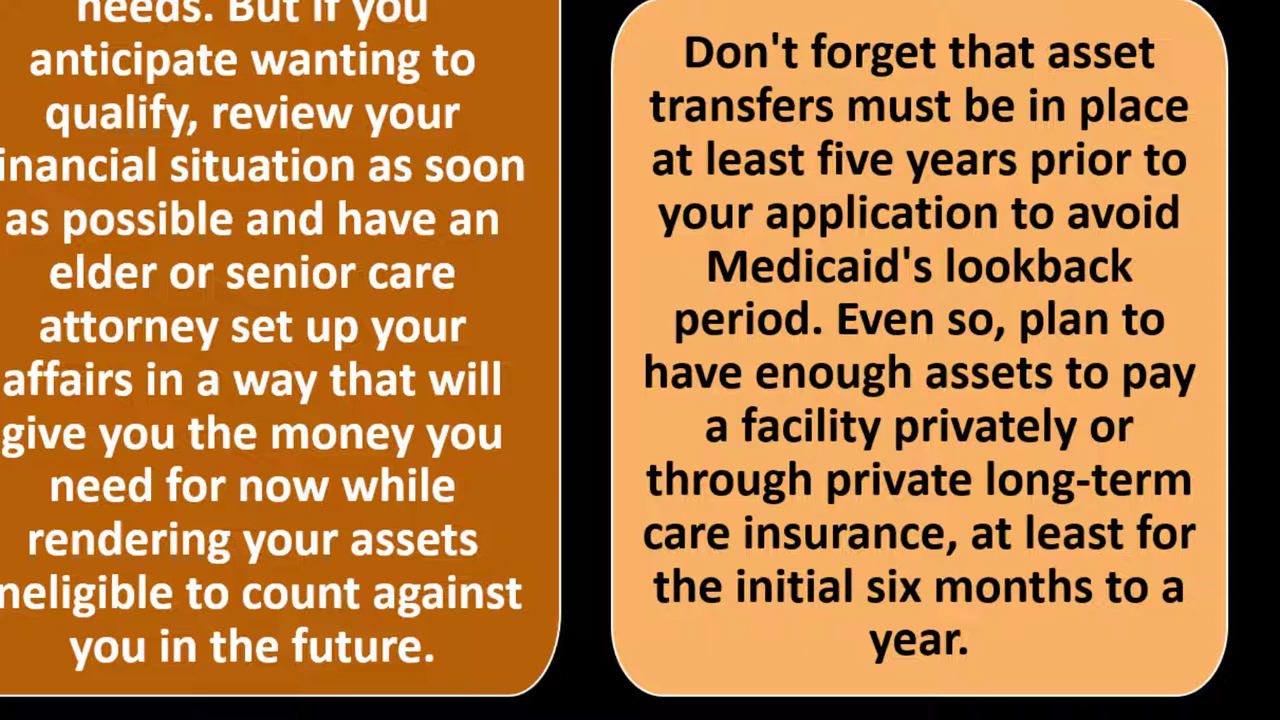 needs. But if you
anticipate wanting to
qualify, review your
inancial situation as soon
as possible and have an
elder or senior care
attorney set up your
affairs in a way that will
give you the money you
need for now while
rendering your assets
neligible to count against
you in the future.
Don't forget that asset
transfers must be in place
at least five years prior to
your application to avoid
Medicaid's lookback
period. Even so, plan to
have enough assets to pay
a facility privately or
through private long-term
care insurance, at least for
the initial six months to a
year.